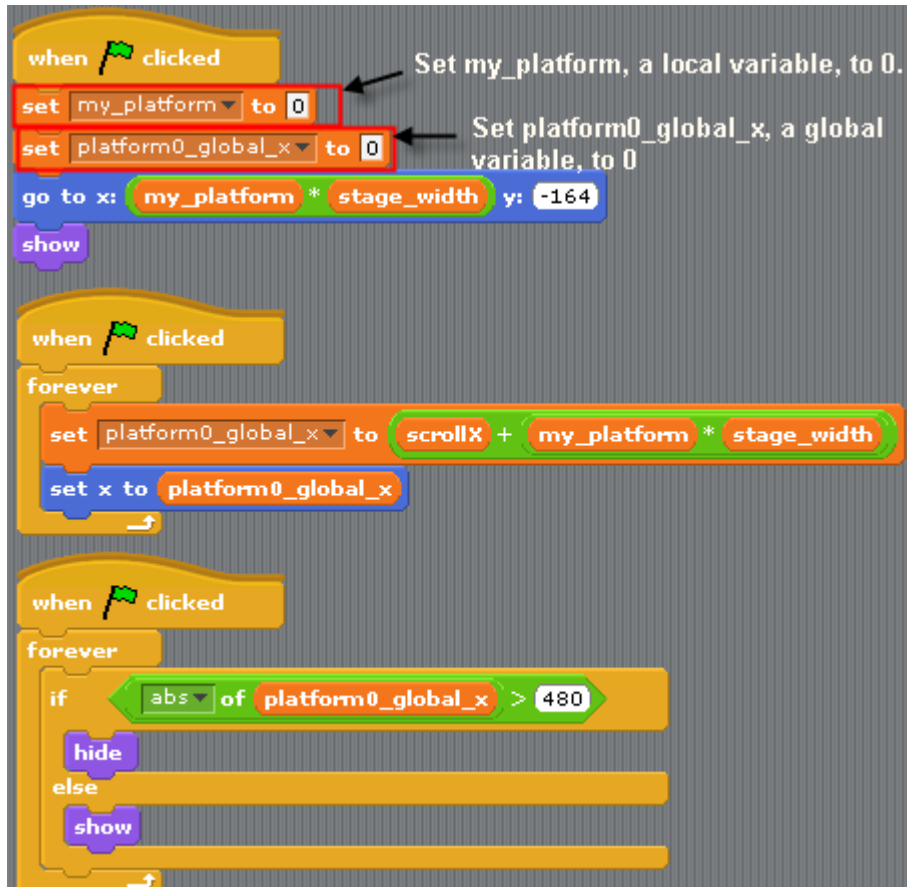 when clicked
Set my_platform, a local variable, to 0.
set my_platform to 0
Set platform0_global_x, a global
variable, to 0
set platform0_global_x to 0
go to x: my_platform * stage_width y: -164
show
when clicked
forever
set platform0_global_x to scrollX + my_platform * stage_width
set x to platform0_global_x
when clicked
forever
if abs of platform0_global_x > 480
hide
else
show